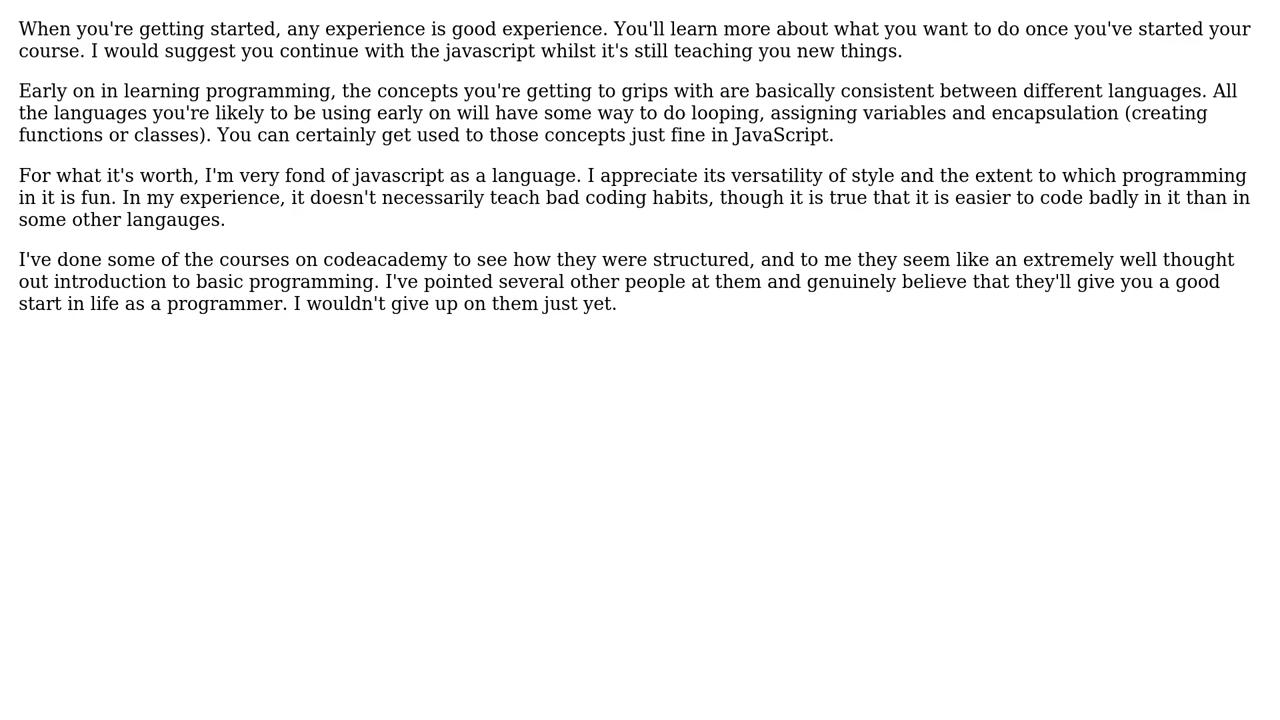 When you're getting started, any experience is good experience. You'll learn more about what you want to do once you've started your
course. I would suggest you continue with the javascript whilst it's still teaching you new things.
Early on in learning programming, the concepts you're getting to grips with are basically consistent between different languages. All
the languages you're likely to be using early on will have some way to do looping, assigning variables and encapsulation (creating
functions or classes). You can certainly get used to those concepts just fine in JavaScript.
For what it's worth, I'm very fond of javascript as a language. I appreciate its versatility of style and the extent to which programming
in it is fun. In my experience, it doesn't necessarily teach bad coding habits, though it is true that it is easier to code badly in it than in
some other langauges.
I've done some of the courses on codeacademy to see how they were structured, and to me they seem like an extremely well thought
out introduction to basic programming. I've pointed several other people at them and genuinely believe that they'll give you a good
start in life as a programmer. I wouldn't give up on them just yet.